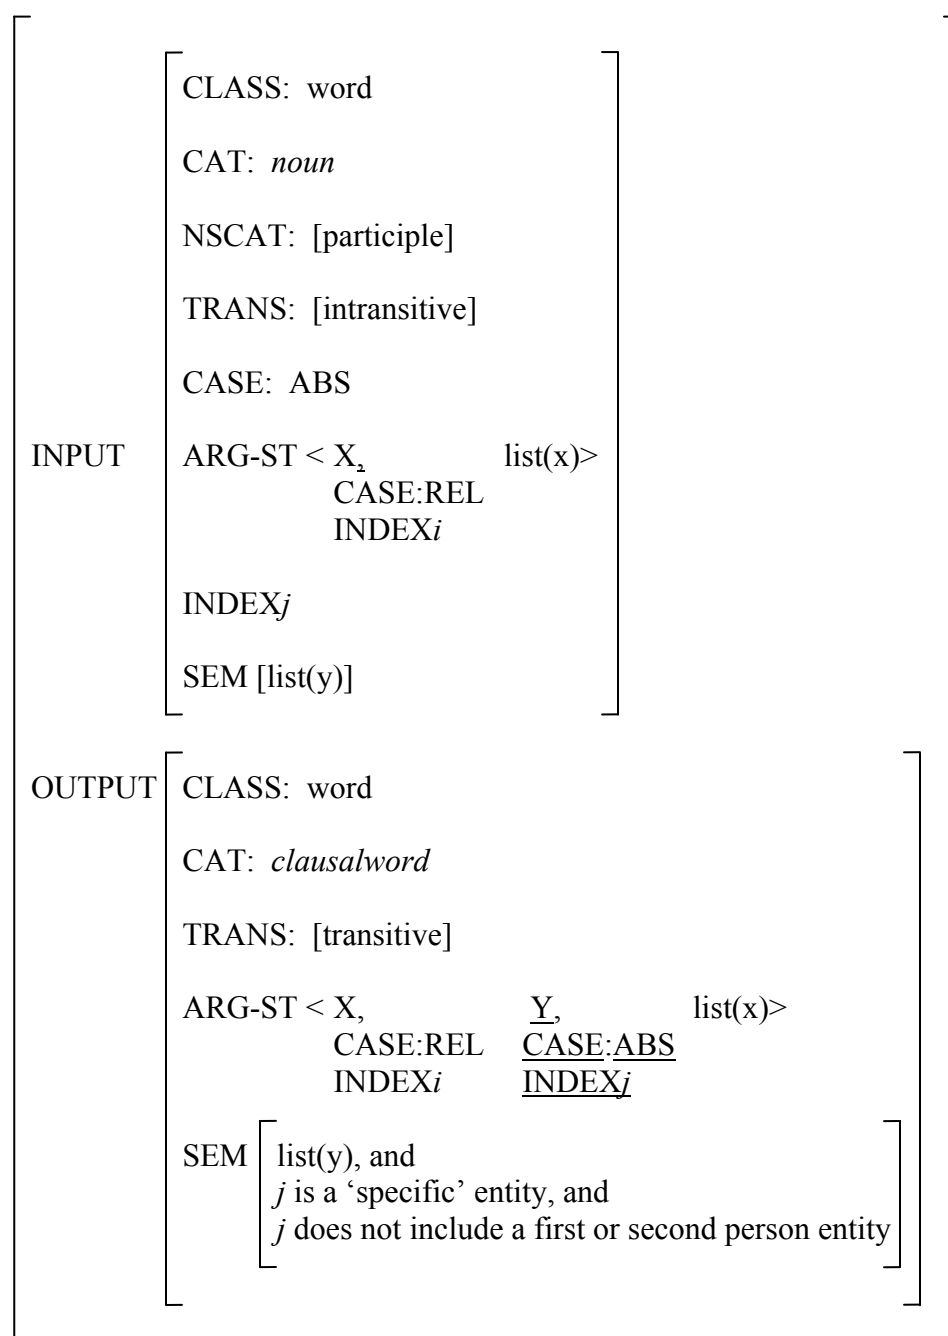 CLASS: word
CAT: noun
NSCAT: [participle]
TRANS: [intransitive]
CASE: ABS
INPUT ARG-ST < X, list(x)>
CASE:REL
INDEXi
INDEXj
SEM [list(y)]
OUTPUT CLASS: word
CAT: clausalword
TRANS: [transitive]
ARG-ST < X, Y, list(x)>
CASE:REL CASE:ABS
INDEXi INDEXj
SEM list(y), and
j is a ‘specific’ entity, and
j does not include a first or second person entity